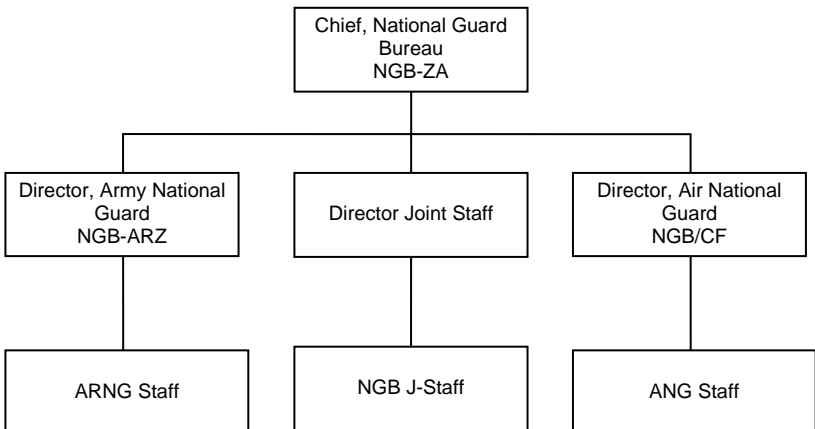 Chief, National Guard
Bureau
NGB-ZA
Director, Army National
Guard
NGB-ARZ
Director Joint Staff
Director, Air National
Guard
NGB/CF
ARNG Staff
NGB J-Staff
ANG Staff